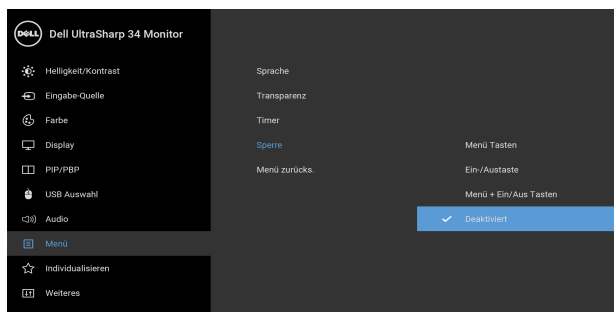 DELL Dell UltraSharp 34 Monitor
Helligkeit/Kontrast
Eingabe-Quelle
Farbe
Display
PIP/PBP
USB Auswahl
Audio
Menü
Individualisieren
Weiteres
Sprache
Transparenz
Timer
Sperre
Menü zurücks.
Menü Tasten
Ein-/Austaste
Menü + Ein/Aus Tasten
Deaktiviert